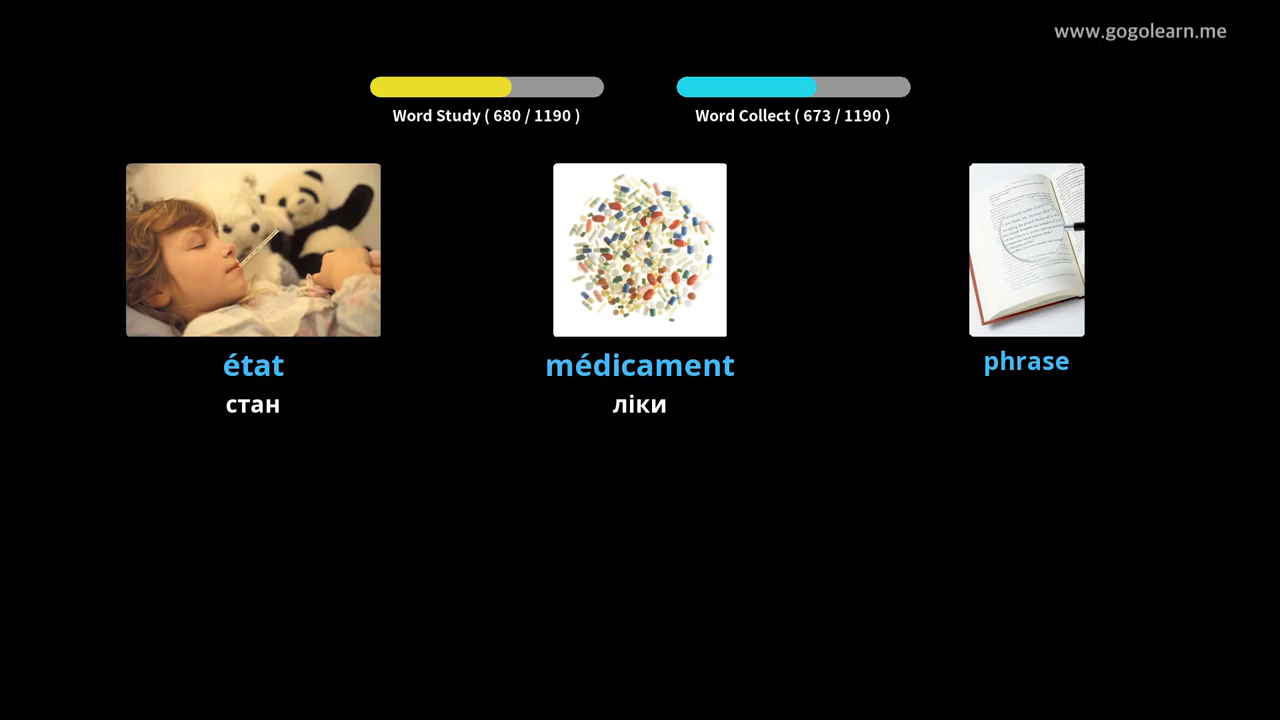 www.gogolearn.me
Word Study ( 680 / 1190 )
Word Collect ( 673 / 1190 )
état
médicament
phrase
стан
ліки